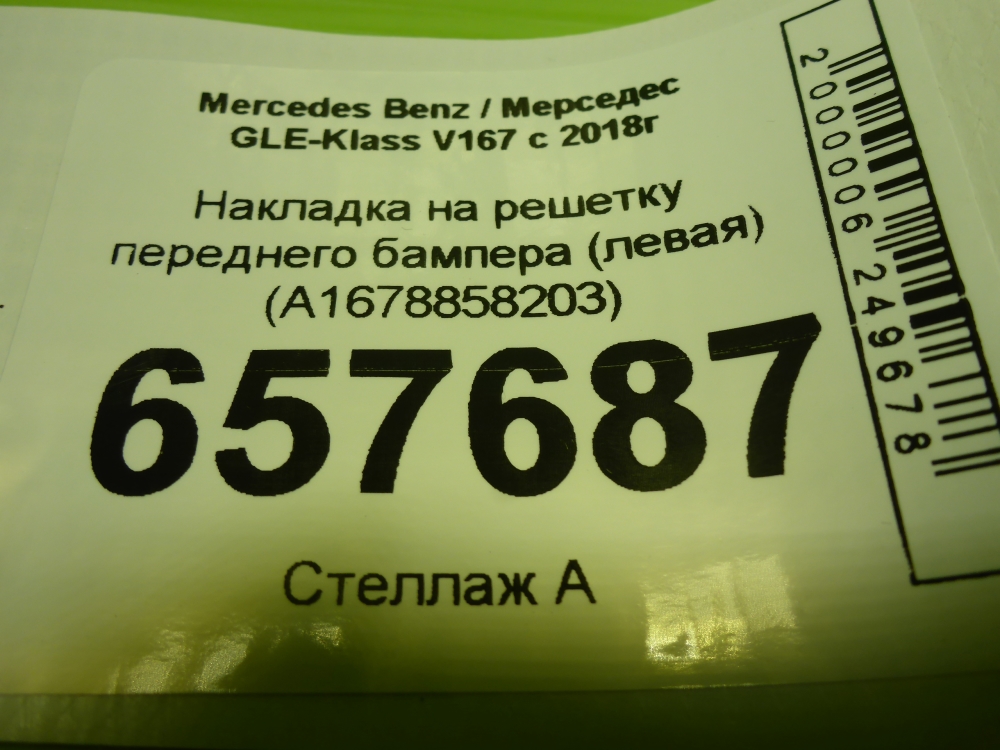 Mercedes Benz / Мерседес
GLE-Klass V167 с 2018г
Накладка на решетку
переднего бампера (левая)
(A1678858203)
657687
Стеллаж А
2000006249678